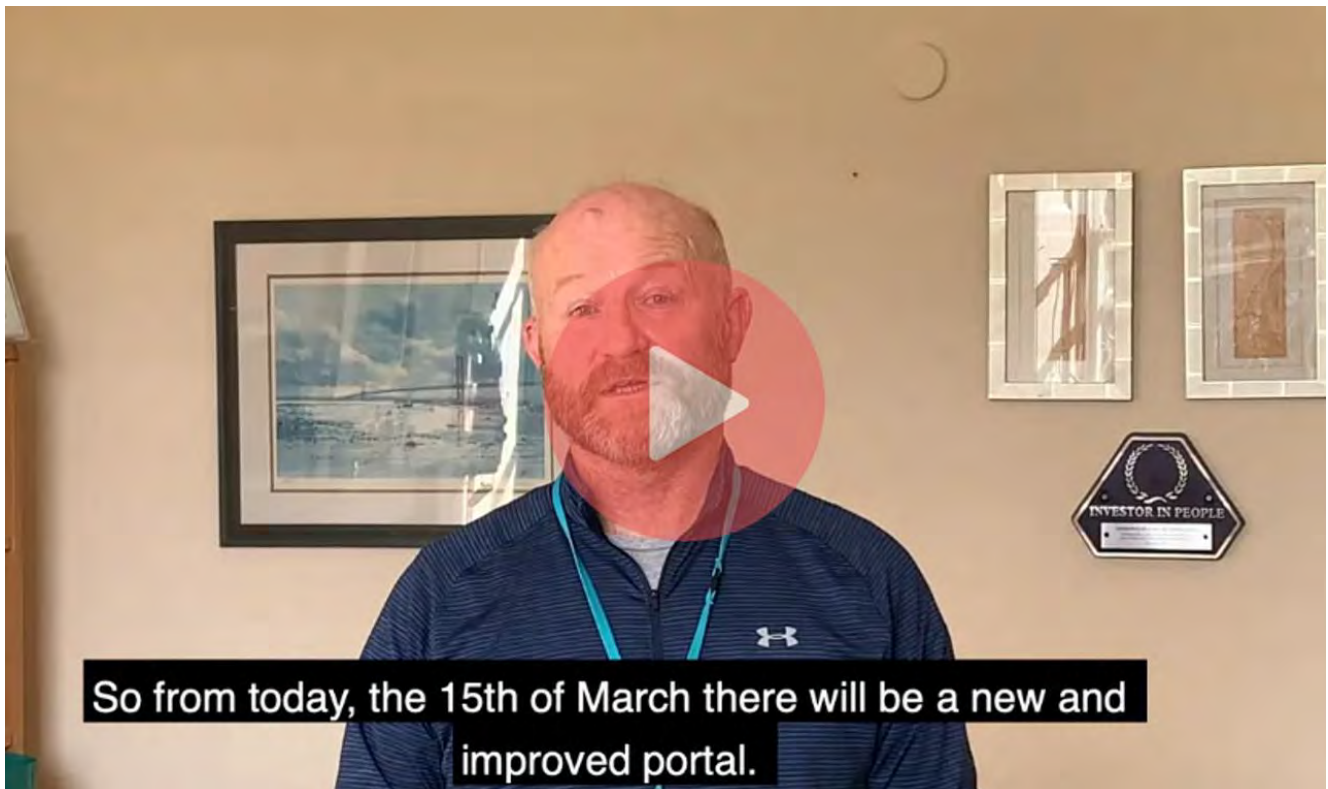 INVESTOR IN PEOPLE
So from today, the 15th of March there will be a new and
improved portal.